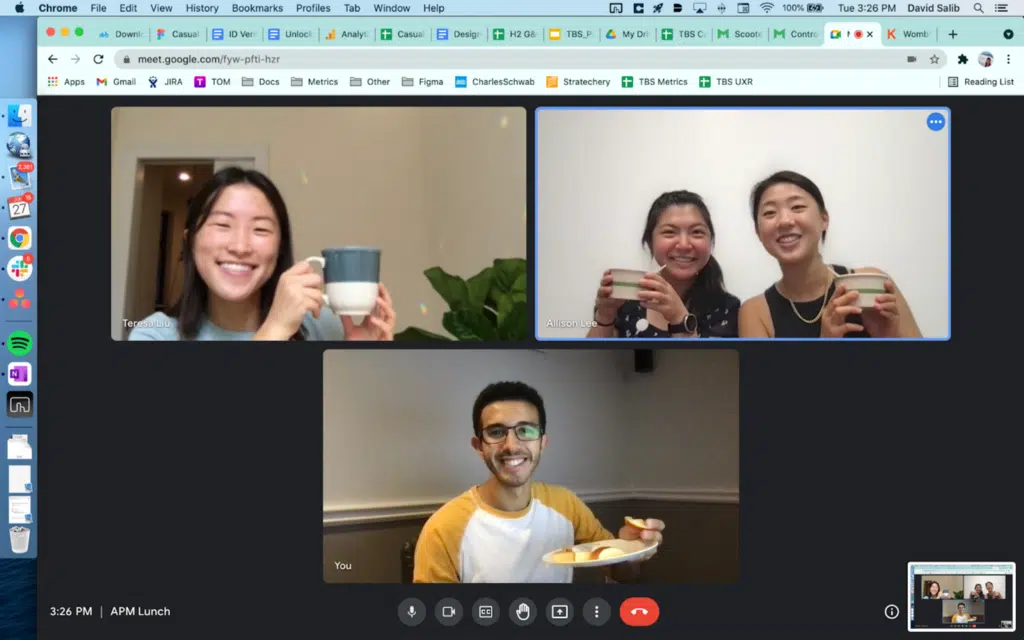 Chrome File Edit View History Bookmarks Profiles Tab Window Help 100% Tue 3:26 PM David Salib
Downl Casual ID Veri Unlock Analyt Casual Design H2 G& TBS_P My Dri TBS Co Scoote Contro Womb
meet.google.com/fyw-pfti-hzr
Apps Gmail JIRA TOM Docs Metrics Other Figma CharlesSchwab Stratechery TBS Metrics TBS UXR Reading List
27
Teresa Liu
Allison Lee
You
3:26 PM | APM Lunch